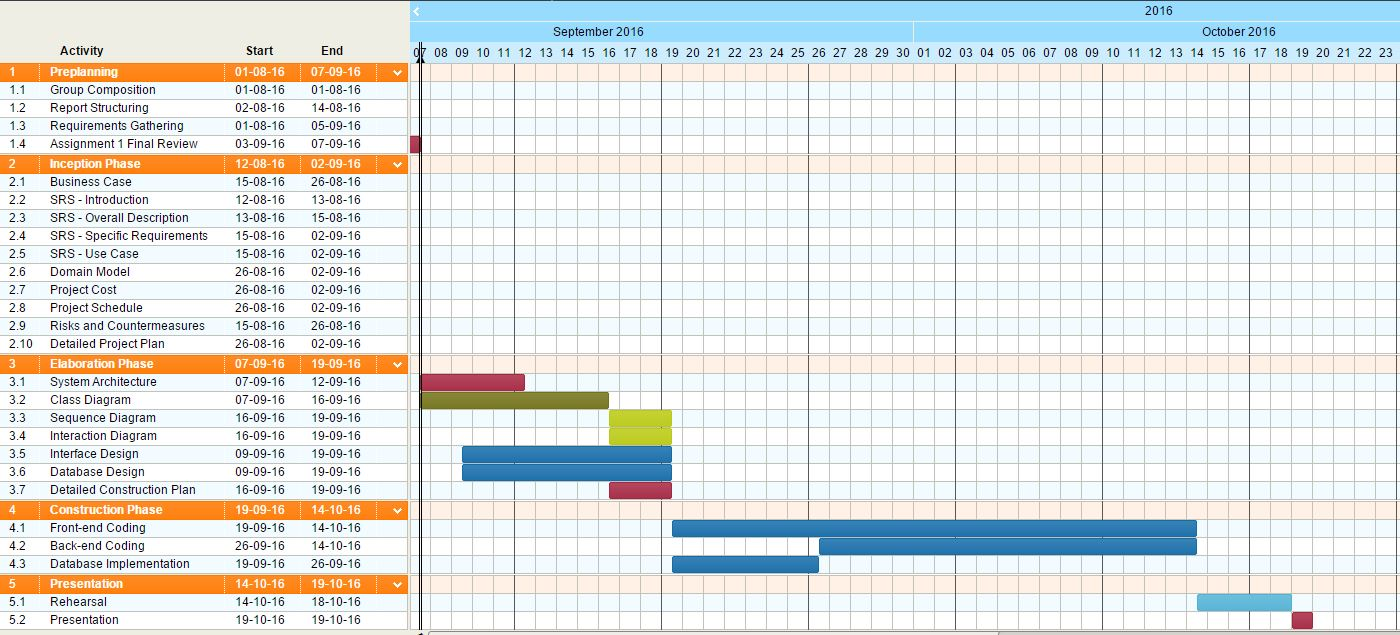 2016
September 2016 October 2016
Activity Start End 07 08 09 10 11 12 13 14 15 16 17 18 19 20 21 22 23 24 25 26 27 28 29 30 01 02 03 04 05 06 07 08 09 10 11 12 13 14 15 16 17 18 19 20 21 22 23
1 Preplanning 01-08-16 07-09-16
1.1 Group Composition 01-08-16 01-08-16
1.2 Report Structuring 02-08-16 14-08-16
1.3 Requirements Gathering 01-08-16 05-09-16
1.4 Assignment 1 Final Review 03-09-16 07-09-16
2 Inception Phase 12-08-16 02-09-16
2.1 Business Case 15-08-16 26-08-16
2.2 SRS - Introduction 12-08-16 13-08-16
2.3 SRS - Overall Description 13-08-16 15-08-16
2.4 SRS - Specific Requirements 15-08-16 02-09-16
2.5 SRS - Use Case 15-08-16 02-09-16
2.6 Domain Model 26-08-16 02-09-16
2.7 Project Cost 26-08-16 02-09-16
2.8 Project Schedule 26-08-16 02-09-16
2.9 Risks and Countermeasures 15-08-16 26-08-16
2.10 Detailed Project Plan 26-08-16 02-09-16
3 Elaboration Phase 07-09-16 19-09-16
3.1 System Architecture 07-09-16 12-09-16
3.2 Class Diagram 07-09-16 16-09-16
3.3 Sequence Diagram 16-09-16 19-09-16
3.4 Interaction Diagram 16-09-16 19-09-16
3.5 Interface Design 09-09-16 19-09-16
3.6 Database Design 09-09-16 19-09-16
3.7 Detailed Construction Plan 16-09-16 19-09-16
4 Construction Phase 19-09-16 14-10-16
4.1 Front-end Coding 19-09-16 14-10-16
4.2 Back-end Coding 26-09-16 14-10-16
4.3 Database Implementation 19-09-16 26-09-16
5 Presentation 14-10-16 19-10-16
5.1 Rehearsal 14-10-16 18-10-16
5.2 Presentation 19-10-16 19-10-16